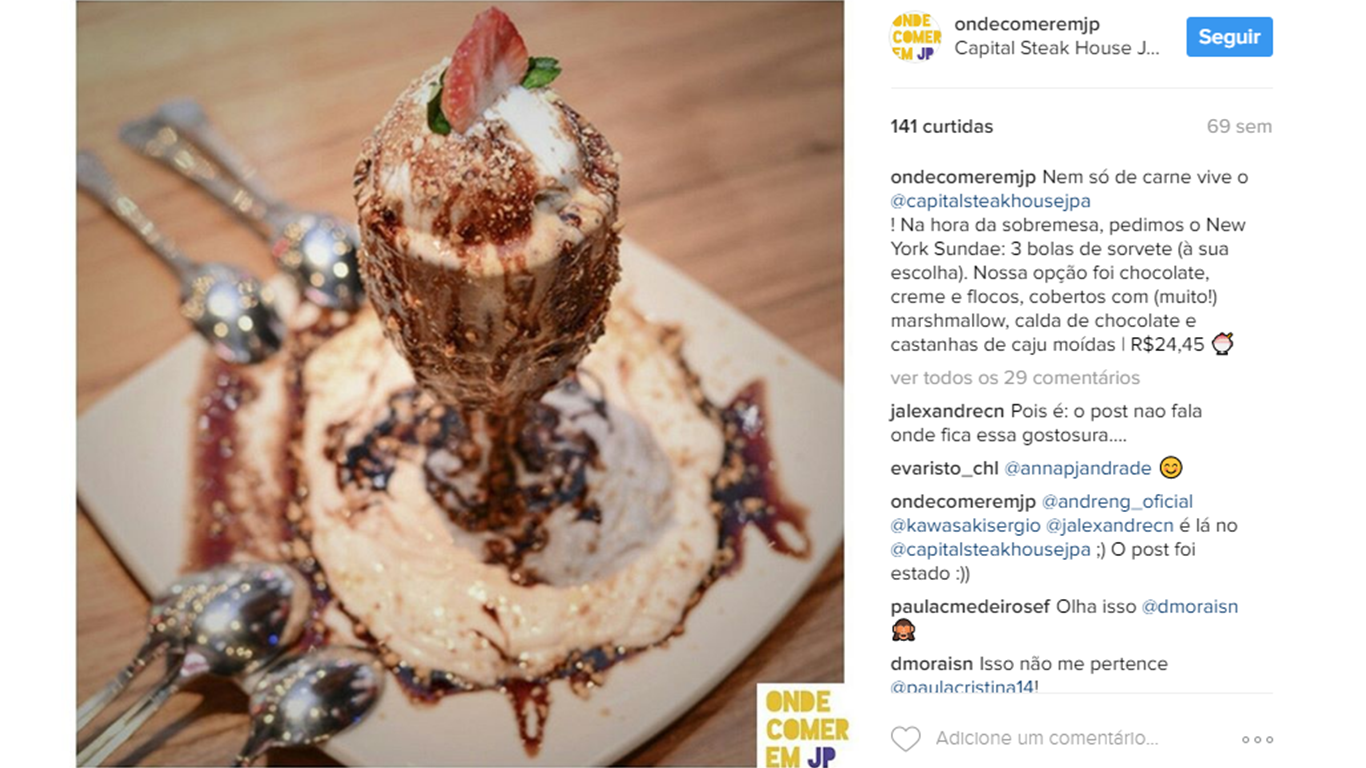 ONDE
COMER
EM JP
ondecomeremjp
Capital Steak House J...
Seguir
141 curtidas
69 sem
ondecomeremjp Nem só de carne vive o
@capitalsteakhousejpa
! Na hora da sobremesa, pedimos o New
York Sundae: 3 bolas de sorvete (à sua
escolha). Nossa opção foi chocolate,
creme e flocos, cobertos com (muito!)
marshmallow, calda de chocolate e
castanhas de caju moídas | R$24,45 🍧
ver todos os 29 comentários
jalexandrecn Pois é: o post nao fala
onde fica essa gostosura....
evaristo_chl @annapjandrade 😊
ondecomeremjp @andreng_oficial
@kawasakisergio @jalexandrecn é lá no
@capitalsteakhousejpa ;) O post foi
estado :))
paulacmedeirosef Olha isso @dmoraisn
🙈
dmoraisn Isso não me pertence
@paulacristina14!
Adicione um comentário...
ONDE
COMER
EM JP